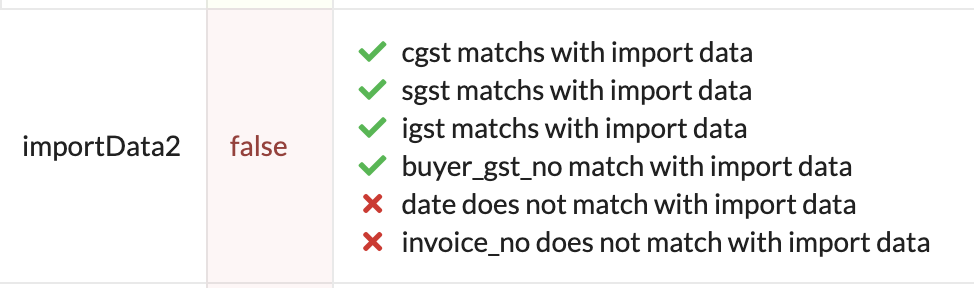 importData2
false
cgst matchs with import data
sgst matchs with import data
igst matchs with import data
buyer_gst_no match with import data
date does not match with import data
invoice_no does not match with import data